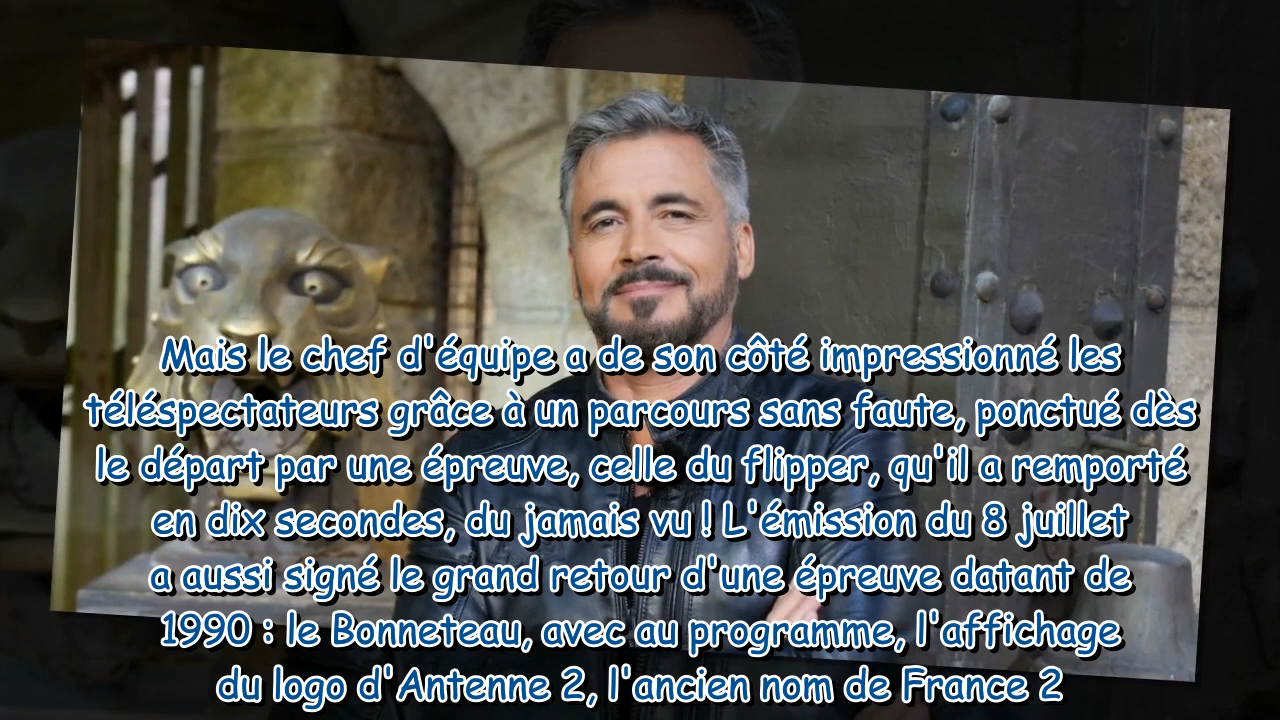 Mais le chef d'équipe a de son côté impressionné les
téléspectateurs grâce à un parcours sans faute, ponctué dès
le départ par une épreuve, celle du flipper, qu'il a remporté
en dix secondes, du jamais vu ! L'émission du 8 juillet
a aussi signé le grand retour d'une épreuve datant de
1990 : le Bonneteau, avec au programme, l'affichage
du logo d'Antenne 2, l'ancien nom de France 2